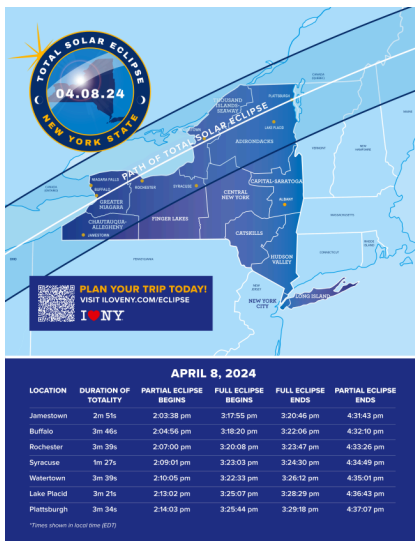 TOTAL SOLAR ECLIPSE
04.08.24
NEW YORK STATE
PATH OF TOTAL SOLAR ECLIPSE
THOUSAND
ISLANDS-
SEAWAY
PLATTSBURGH
LAKE PLACID
ADIRONDACKS
VERMONT
NEW
HAMPSHIRE
MAINE
NIAGARA FALLS
BUFFALO
ROCHESTER
SYRACUSE
GREATER
NIAGARA
CENTRAL
NEW YORK
CAPITAL-SARATOGA
ALBANY
CHAUTAUQUA-
ALLEGHENY
JAMESTOWN
FINGER LAKES
CATSKILLS
HUDSON
VALLEY
MASSACHUSETTS
CONNECTICUT
RHODE
ISLAND
PENNSYLVANIA
NEW
JERSEY
NEW YORK
CITY
LONG ISLAND
PLAN YOUR TRIP TODAY!
VISIT ILOVENY.COM/ECLIPSE
I NY
APRIL 8, 2024
LOCATION DURATION OF TOTALITY PARTIAL ECLIPSE BEGINS FULL ECLIPSE BEGINS FULL ECLIPSE ENDS PARTIAL ECLIPSE ENDS
Jamestown 2m 51s 2:03:38 pm 3:17:55 pm 3:20:46 pm 4:31:43 pm
Buffalo 3m 46s 2:04:56 pm 3:18:20 pm 3:22:06 pm 4:32:10 pm
Rochester 3m 39s 2:07:00 pm 3:20:08 pm 3:23:47 pm 4:33:26 pm
Syracuse 1m 27s 2:09:01 pm 3:23:03 pm 3:24:30 pm 4:34:49 pm
Watertown 3m 39s 2:10:05 pm 3:22:33 pm 3:26:12 pm 4:35:01 pm
Lake Placid 3m 21s 2:13:02 pm 3:25:07 pm 3:28:29 pm 4:36:43 pm
Plattsburgh 3m 34s 2:14:03 pm 3:25:44 pm 3:29:18 pm 4:37:07 pm
*Times shown in local time (EDT)